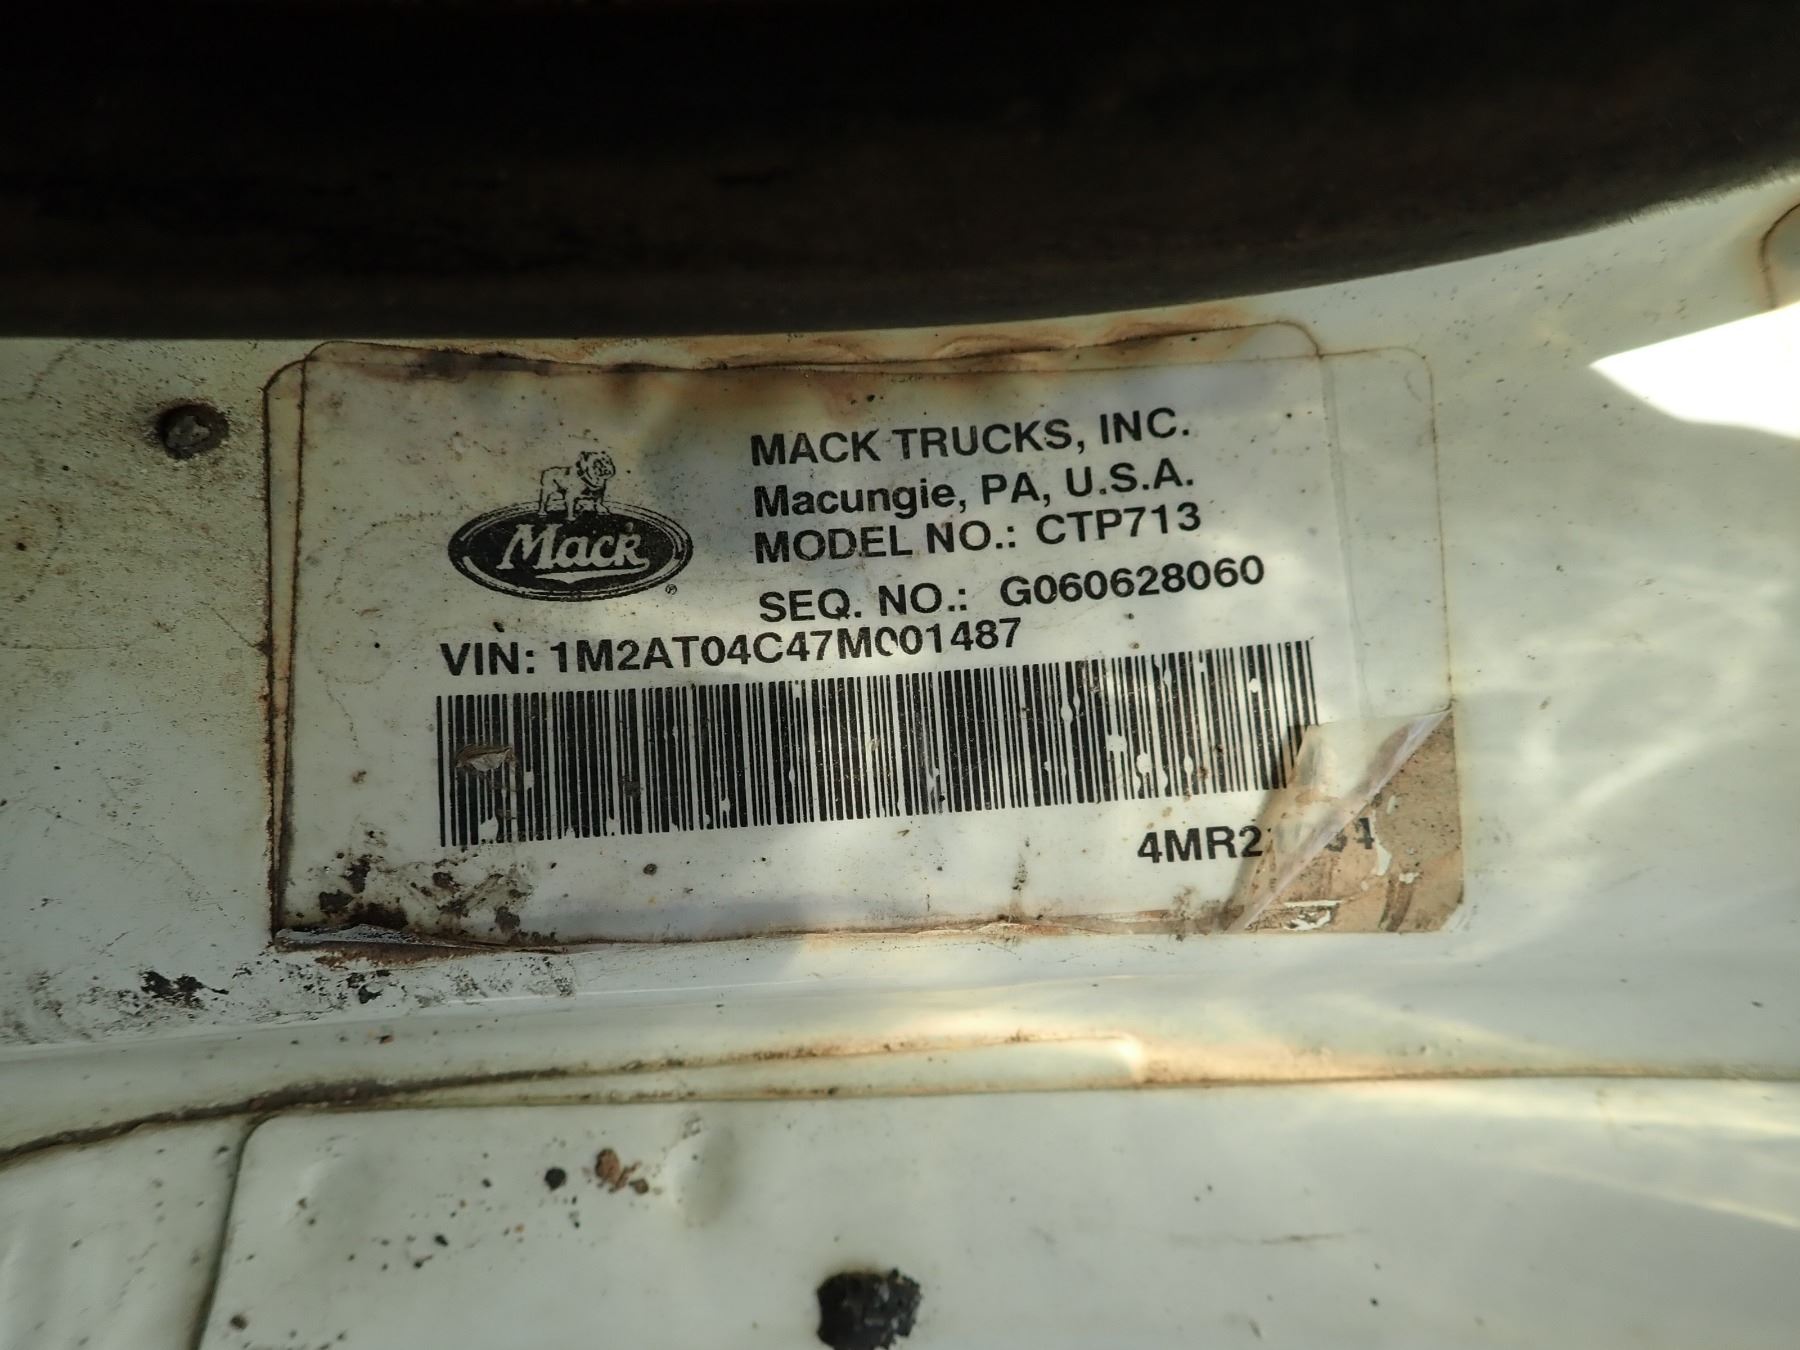 MACK TRUCKS, INC.
Macungie, PA, U.S.A.
Mack ®
MODEL NO.: CTP713
SEQ. NO.: G060628060
VIN: 1M2AT04C47M001487